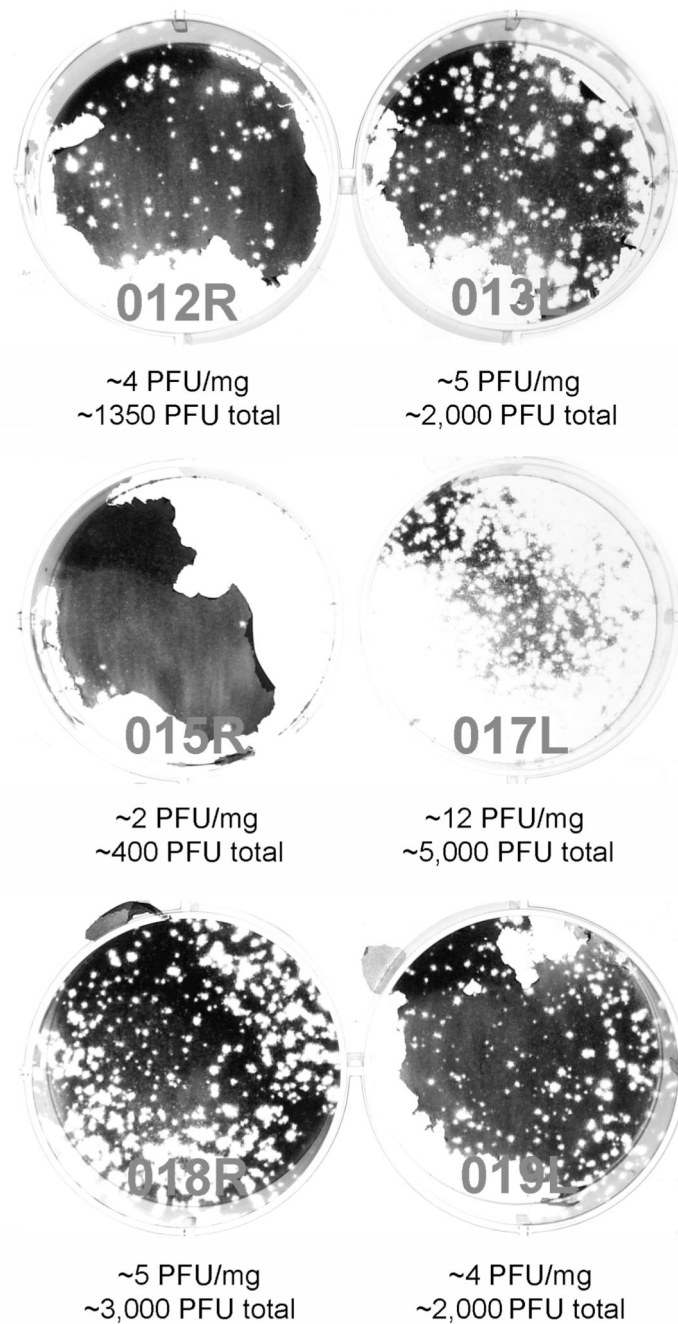 012R
013L
~4 PFU/mg
~1350 PFU total
~5 PFU/mg
~2,000 PFU total
015R
017L
~2 PFU/mg
~400 PFU total
~12 PFU/mg
~5,000 PFU total
018R
019L
~5 PFU/mg
~3,000 PFU total
~4 PFU/mg
~2,000 PFU total